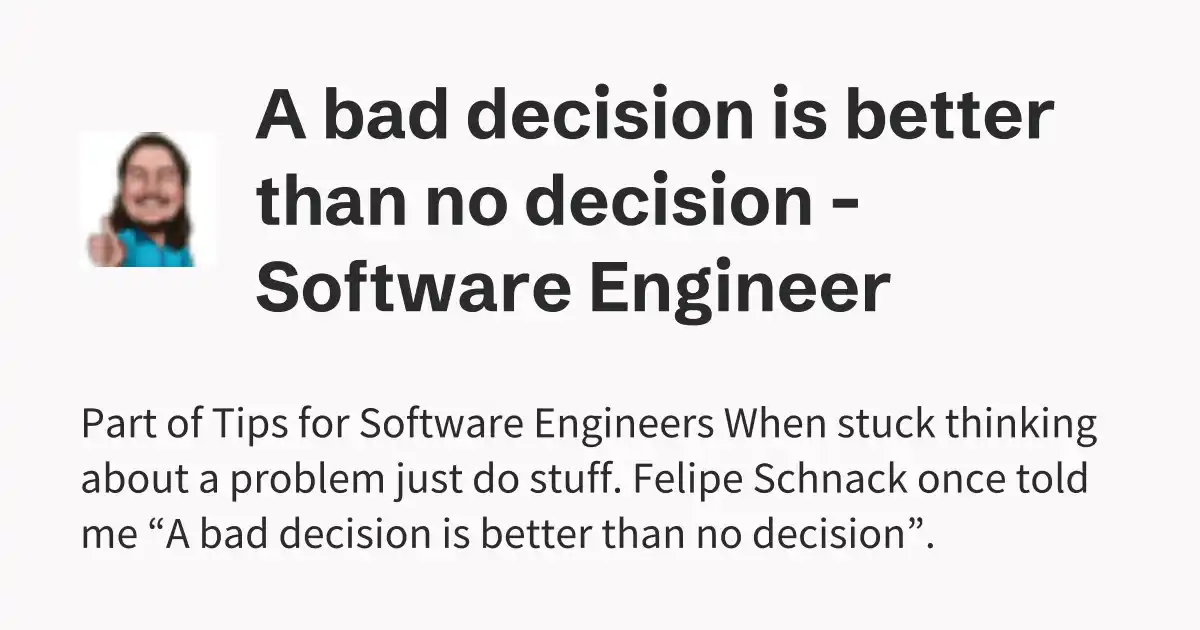 A bad decision is better
than no decision -
Software Engineer
Part of Tips for Software Engineers When stuck thinking
about a problem just do stuff. Felipe Schnack once told
me “A bad decision is better than no decision”.